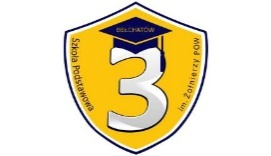 BEŁCHATÓW
Szkoła Podstawowa
3
im. Żołnierzy POW